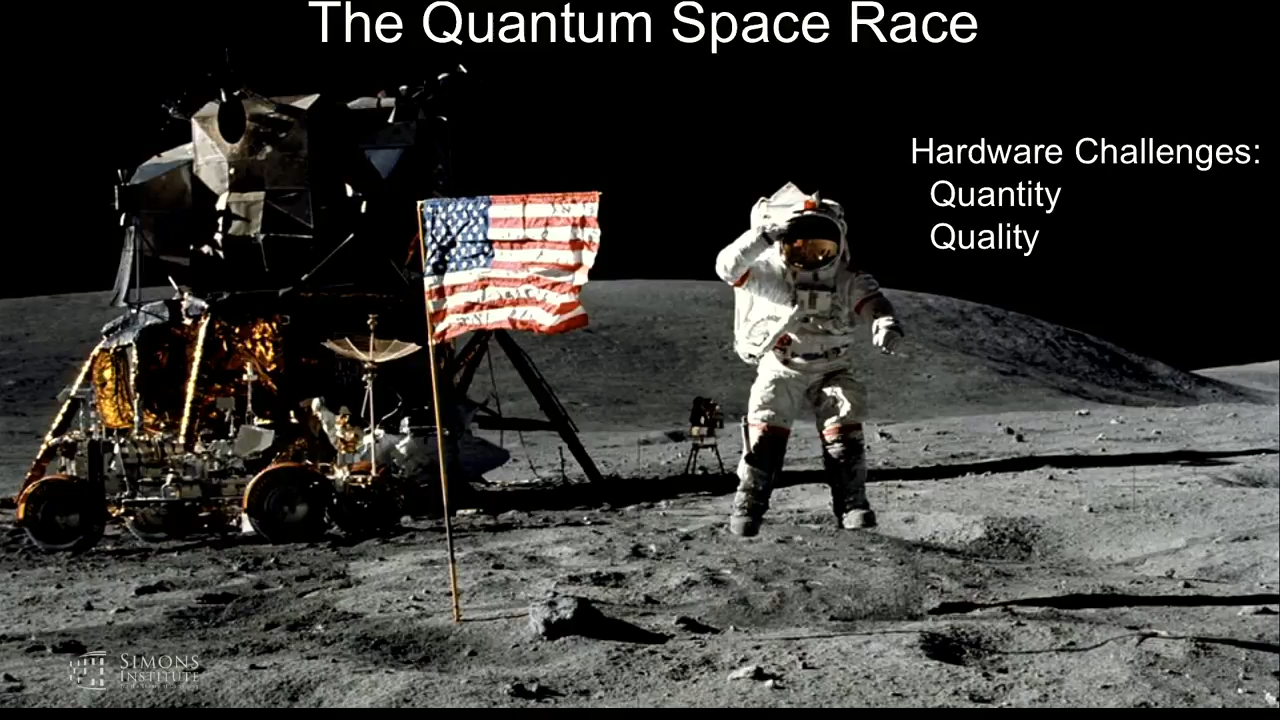 The Quantum Space Race
Hardware Challenges:
Quantity
Quality
SIMONS
INSTITUTE